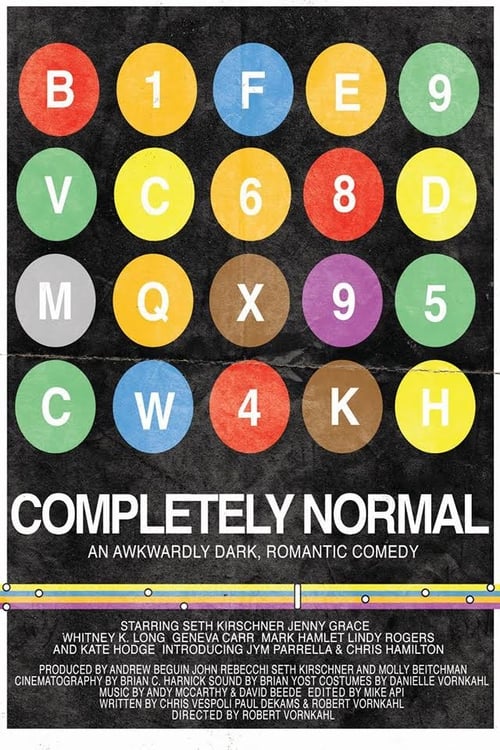 B 1 F E 9
V C 6 8 D
M Q X 9 5
C W 4 K H
COMPLETELY NORMAL
AN AWKWARDLY DARK, ROMANTIC COMEDY
STARRING SETH KIRSCHNER JENNY GRACE
WHITNEY K. LONG GENEVA CARR MARK HAMLET LINDY ROGERS
AND KATE HODGE INTRODUCING JYM PARRELLA & CHRIS HAMILTON
PRODUCED BY ANDREW BEGUIN JOHN REBECCHI SETH KIRSCHNER AND MOLLY BEITCHMAN
CINEMATOGRAPHY BY BRIAN C. HARNICK SOUND BY BRIAN YOST COSTUMES BY DANIELLE VORNKAHL
MUSIC BY ANDY MCCARTHY & DAVID BEEDE EDITED BY MIKE API
WRITTEN BY CHRIS VESPOLI PAUL DEKAMS & ROBERT VORNKAHL
DIRECTED BY ROBERT VORNKAHL